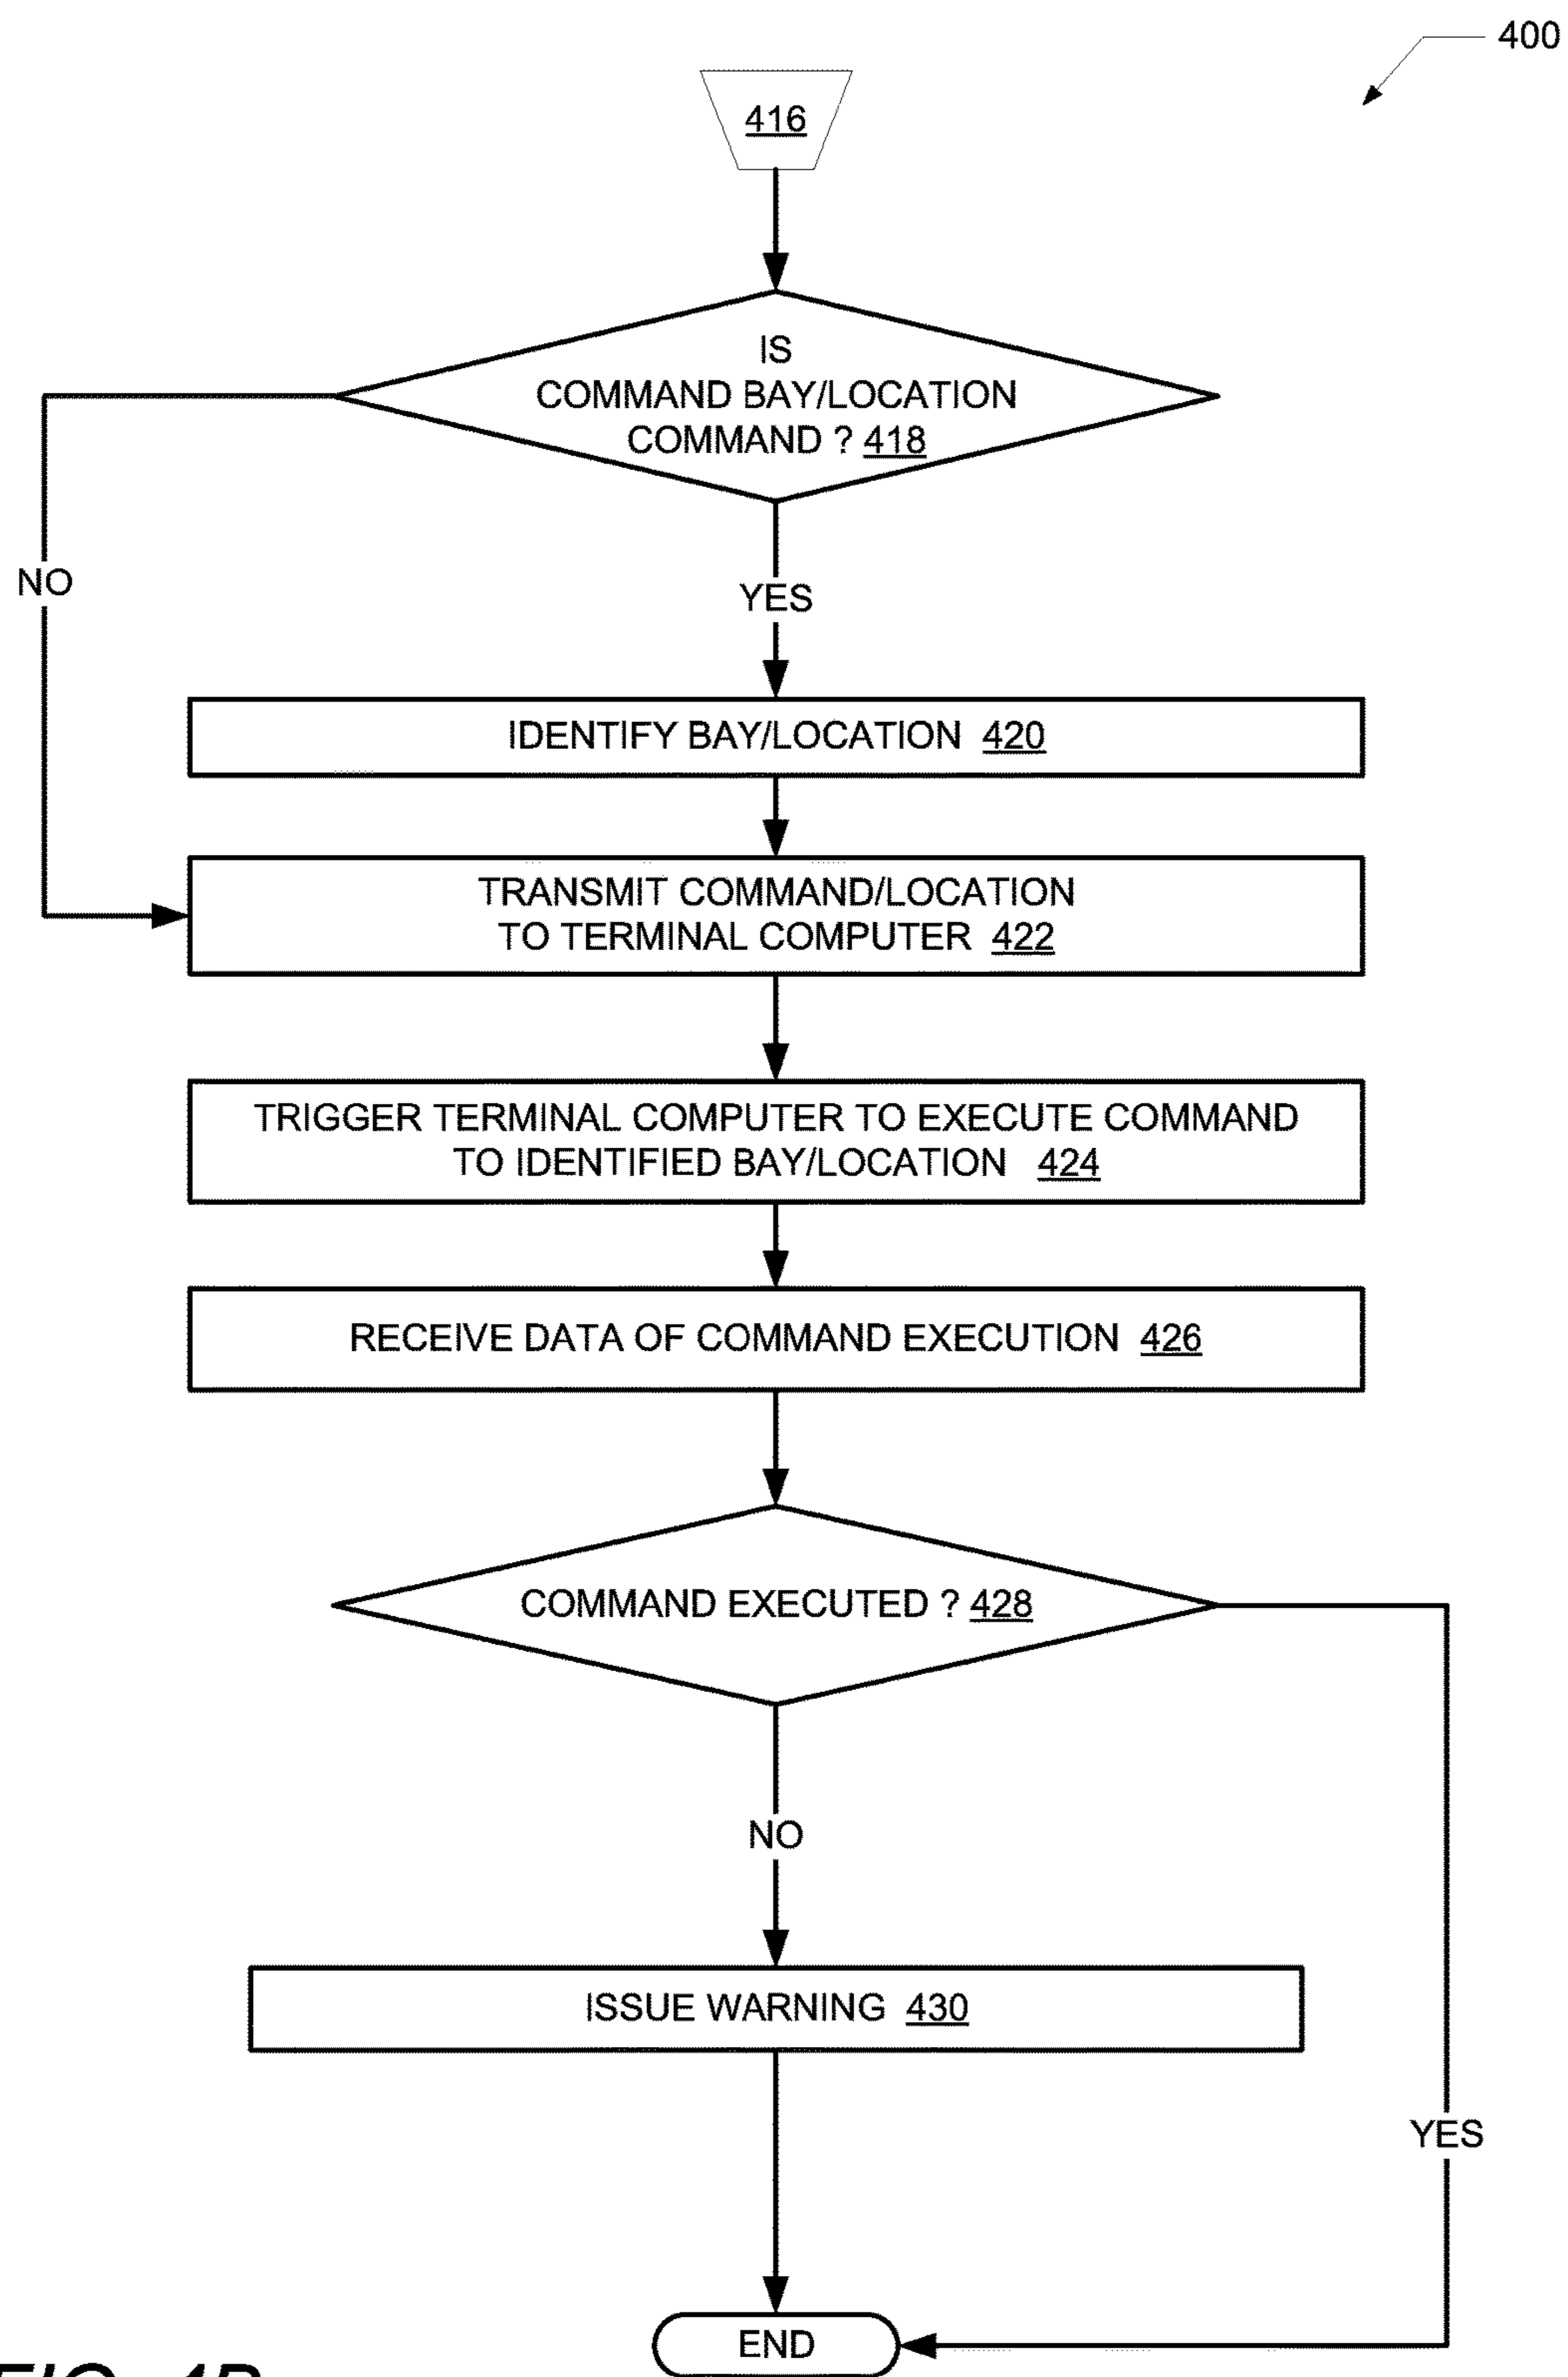 400
416
IS
COMMAND BAY/LOCATION
COMMAND ? 418
NO
YES
IDENTIFY BAY/LOCATION 420
TRANSMIT COMMAND/LOCATION
TO TERMINAL COMPUTER 422
TRIGGER TERMINAL COMPUTER TO EXECUTE COMMAND
TO IDENTIFIED BAY/LOCATION 424
RECEIVE DATA OF COMMAND EXECUTION 426
COMMAND EXECUTED ? 428
NO
ISSUE WARNING 430
YES
END
FIG. 4B